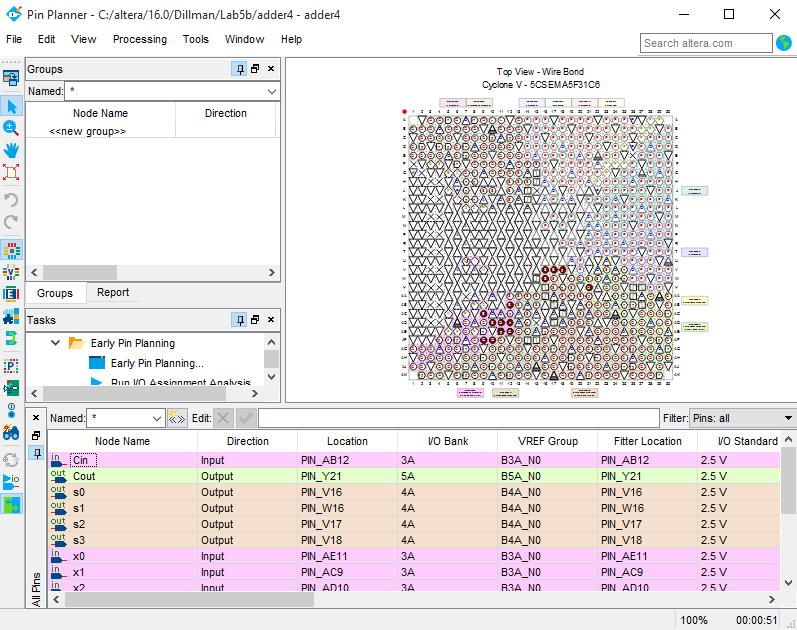 Pin Planner - C:/altera/16.0/Dillman/Lab5b/adder4 - adder4
File Edit View Processing Tools Window Help
Search altera.com
Groups
Named: *
Node Name Direction
<<new group>>
Groups Report
Top View - Wire Bond
Cyclone V - 5CSEMA5F31C6
Tasks
Early Pin Planning
Early Pin Planning...
Run I/O Assignment Analysis
Named: * <<>> Edit: Filter: Pins: all
Node Name Direction Location I/O Bank VREF Group Fitter Location I/O Standard
in Cin Input PIN_AB12 3A B3A_N0 PIN_AB12 2.5 V
out Cout Output PIN_Y21 5A B5A_N0 PIN_Y21 2.5 V
out s0 Output PIN_V16 4A B4A_N0 PIN_V16 2.5 V
out s1 Output PIN_W16 4A B4A_N0 PIN_W16 2.5 V
out s2 Output PIN_V17 4A B4A_N0 PIN_V17 2.5 V
out s3 Output PIN_V18 4A B4A_N0 PIN_V18 2.5 V
in x0 Input PIN_AE11 3A B3A_N0 PIN_AE11 2.5 V
in x1 Input PIN_AC9 3A B3A_N0 PIN_AC9 2.5 V
in x2 Input PIN_AD10 3A B3A_N0 PIN_AD10 2.5 V
All Pins
100% 00:00:51